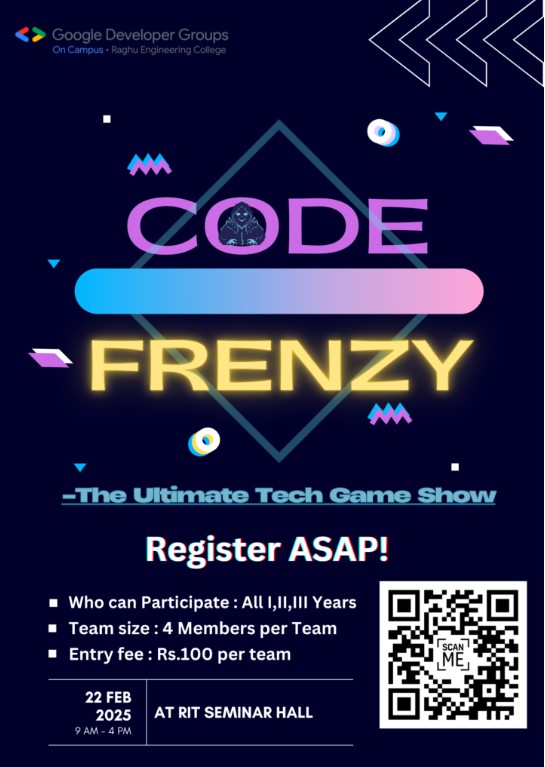 Google Developer Groups
On Campus • Raghu Engineering College
CODE
FRENZY
-The Ultimate Tech Game Show
Register ASAP!
Who can Participate : All I,II,III Years
Team size : 4 Members per Team
Entry fee : Rs.100 per team
SCAN
ME
22 FEB
2025
9 AM - 4 PM
AT RIT SEMINAR HALL